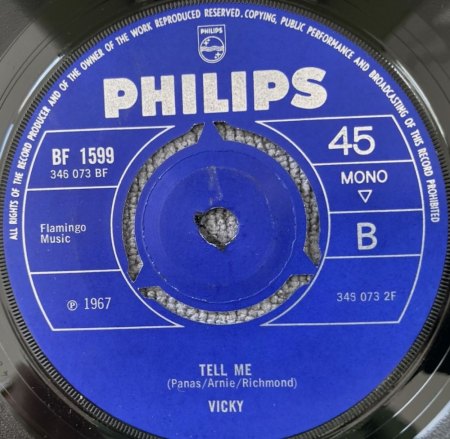 ALL RIGHTS OF THE RECORD PRODUCER AND OF THE OWNER OF THE WORK REPRODUCED RESERVED. COPYING, PUBLIC PERFORMANCE AND BROADCASTING OF THIS RECORD PROHIBITED
PHILIPS
PHILIPS
BF 1599
346 073 BF
45
MONO
Flamingo
Music
B
℗ 1967
346 073 2F
TELL ME
(Panas/Arnie/Richmond)
VICKY